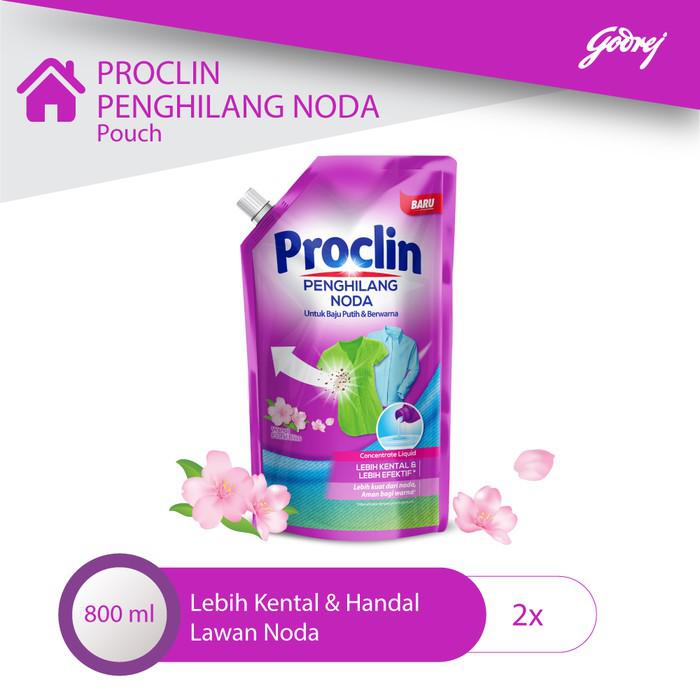 PROCLIN
PENGHILANG NODA
Pouch
Godrej
BARU
Proclin
PENGHILANG
NODA
Untuk Baju Putih & Berwarna
Concentrate Liquid
LEBIH KENTAL &
LEBIH EFEKTIF*
Lebih kuat dari noda,
Aman bagi warna*
800 ml
Lebih Kental & Handal
Lawan Noda
2x